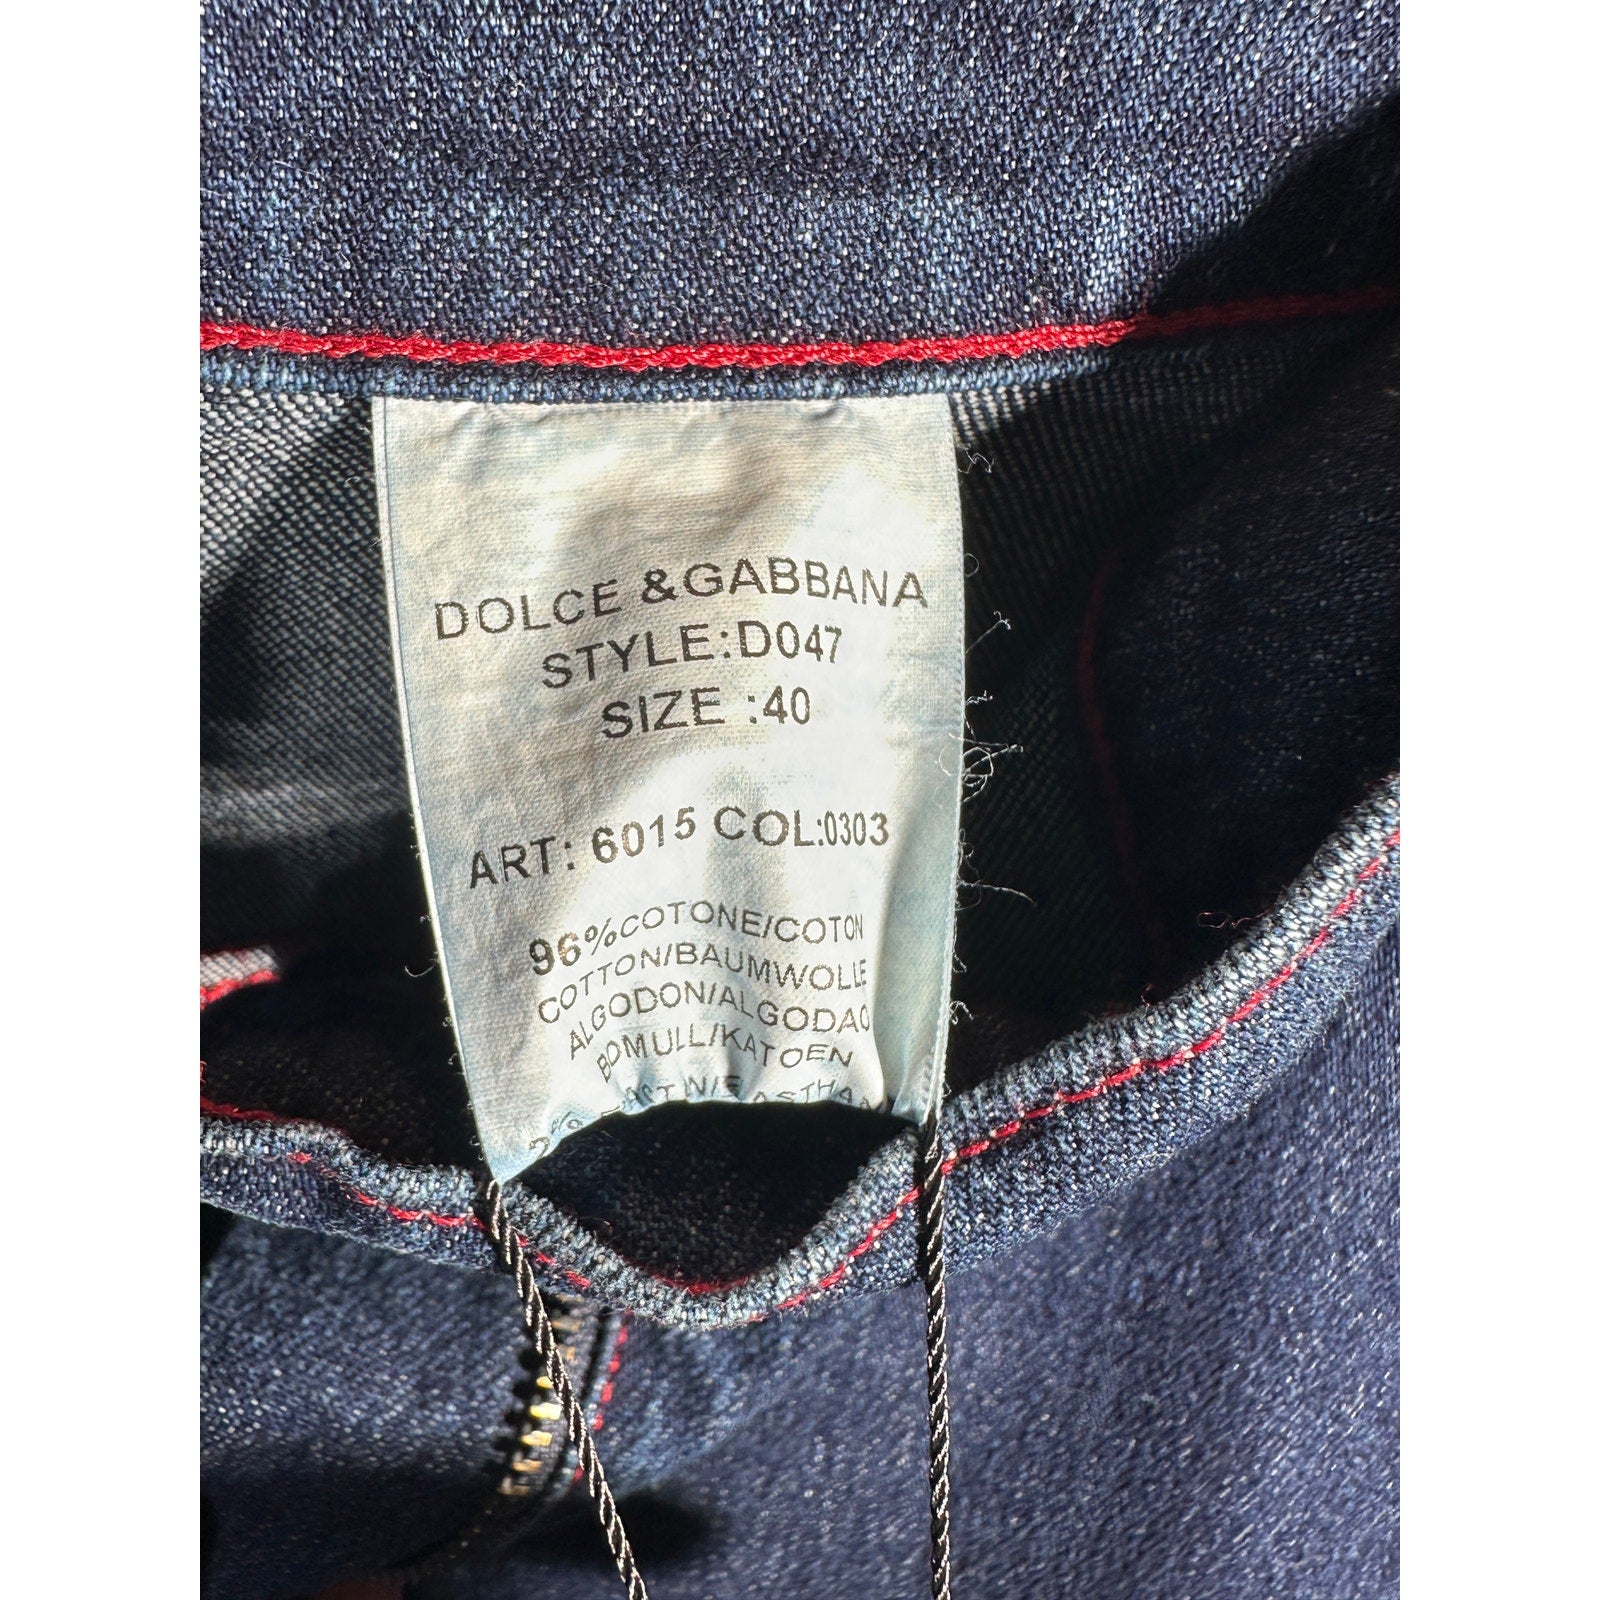 DOLCE &GABBANA
STYLE:D047
SIZE :40
ART: 6015 COL:0303
96%COTONE/COTON
COTTON/BAUMWOLLE
ALGODON/ALGODAO
BOMULL/KATOEN